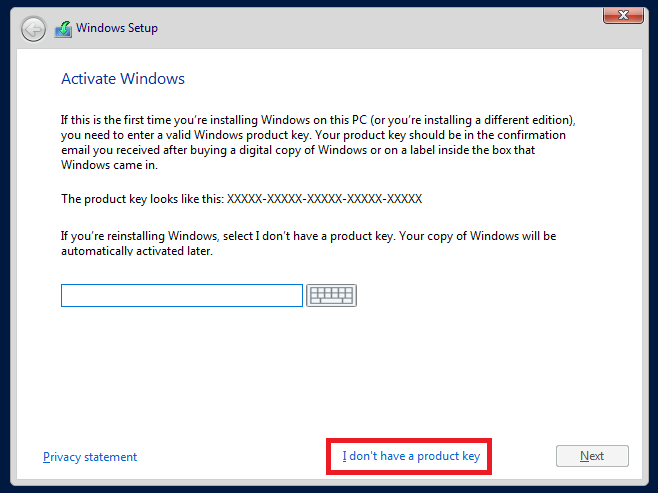 Windows Setup
Activate Windows
If this is the first time you're installing Windows on this PC (or you're installing a different edition),
you need to enter a valid Windows product key. Your product key should be in the confirmation
email you received after buying a digital copy of Windows or on a label inside the box that
Windows came in.
The product key looks like this: XXXXX-XXXXX-XXXXX-XXXXX-XXXXX
If you're reinstalling Windows, select I don't have a product key. Your copy of Windows will be
automatically activated later.
Privacy statement
I don't have a product key
Next